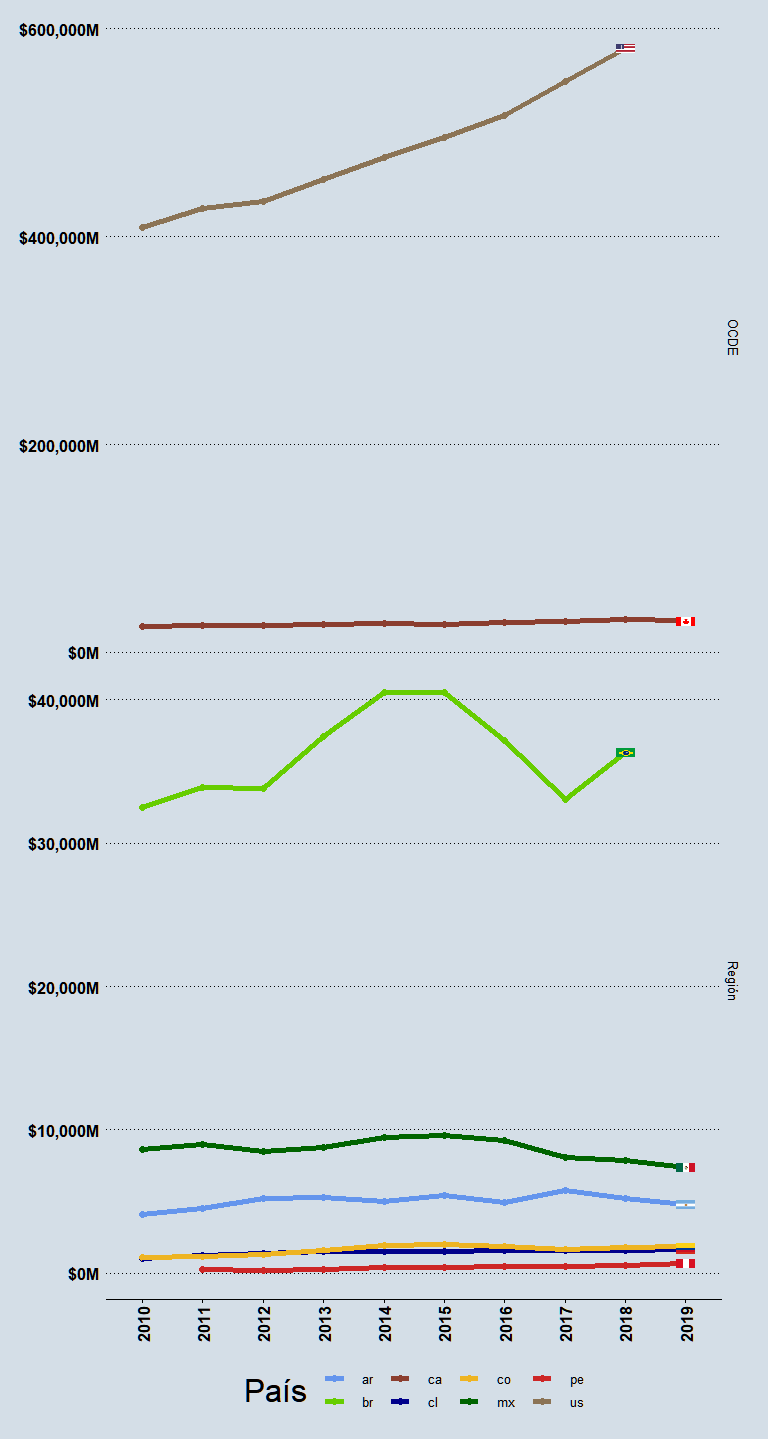 $600,000M
$400,000M
OCDE
$200,000M
$0M
$40,000M
$30,000M
Región
$20,000M
$10,000M
$0M
2010 2011 2012 2013 2014 2015 2016 2017 2018 2019
País
ar ca co pe
br cl mx us